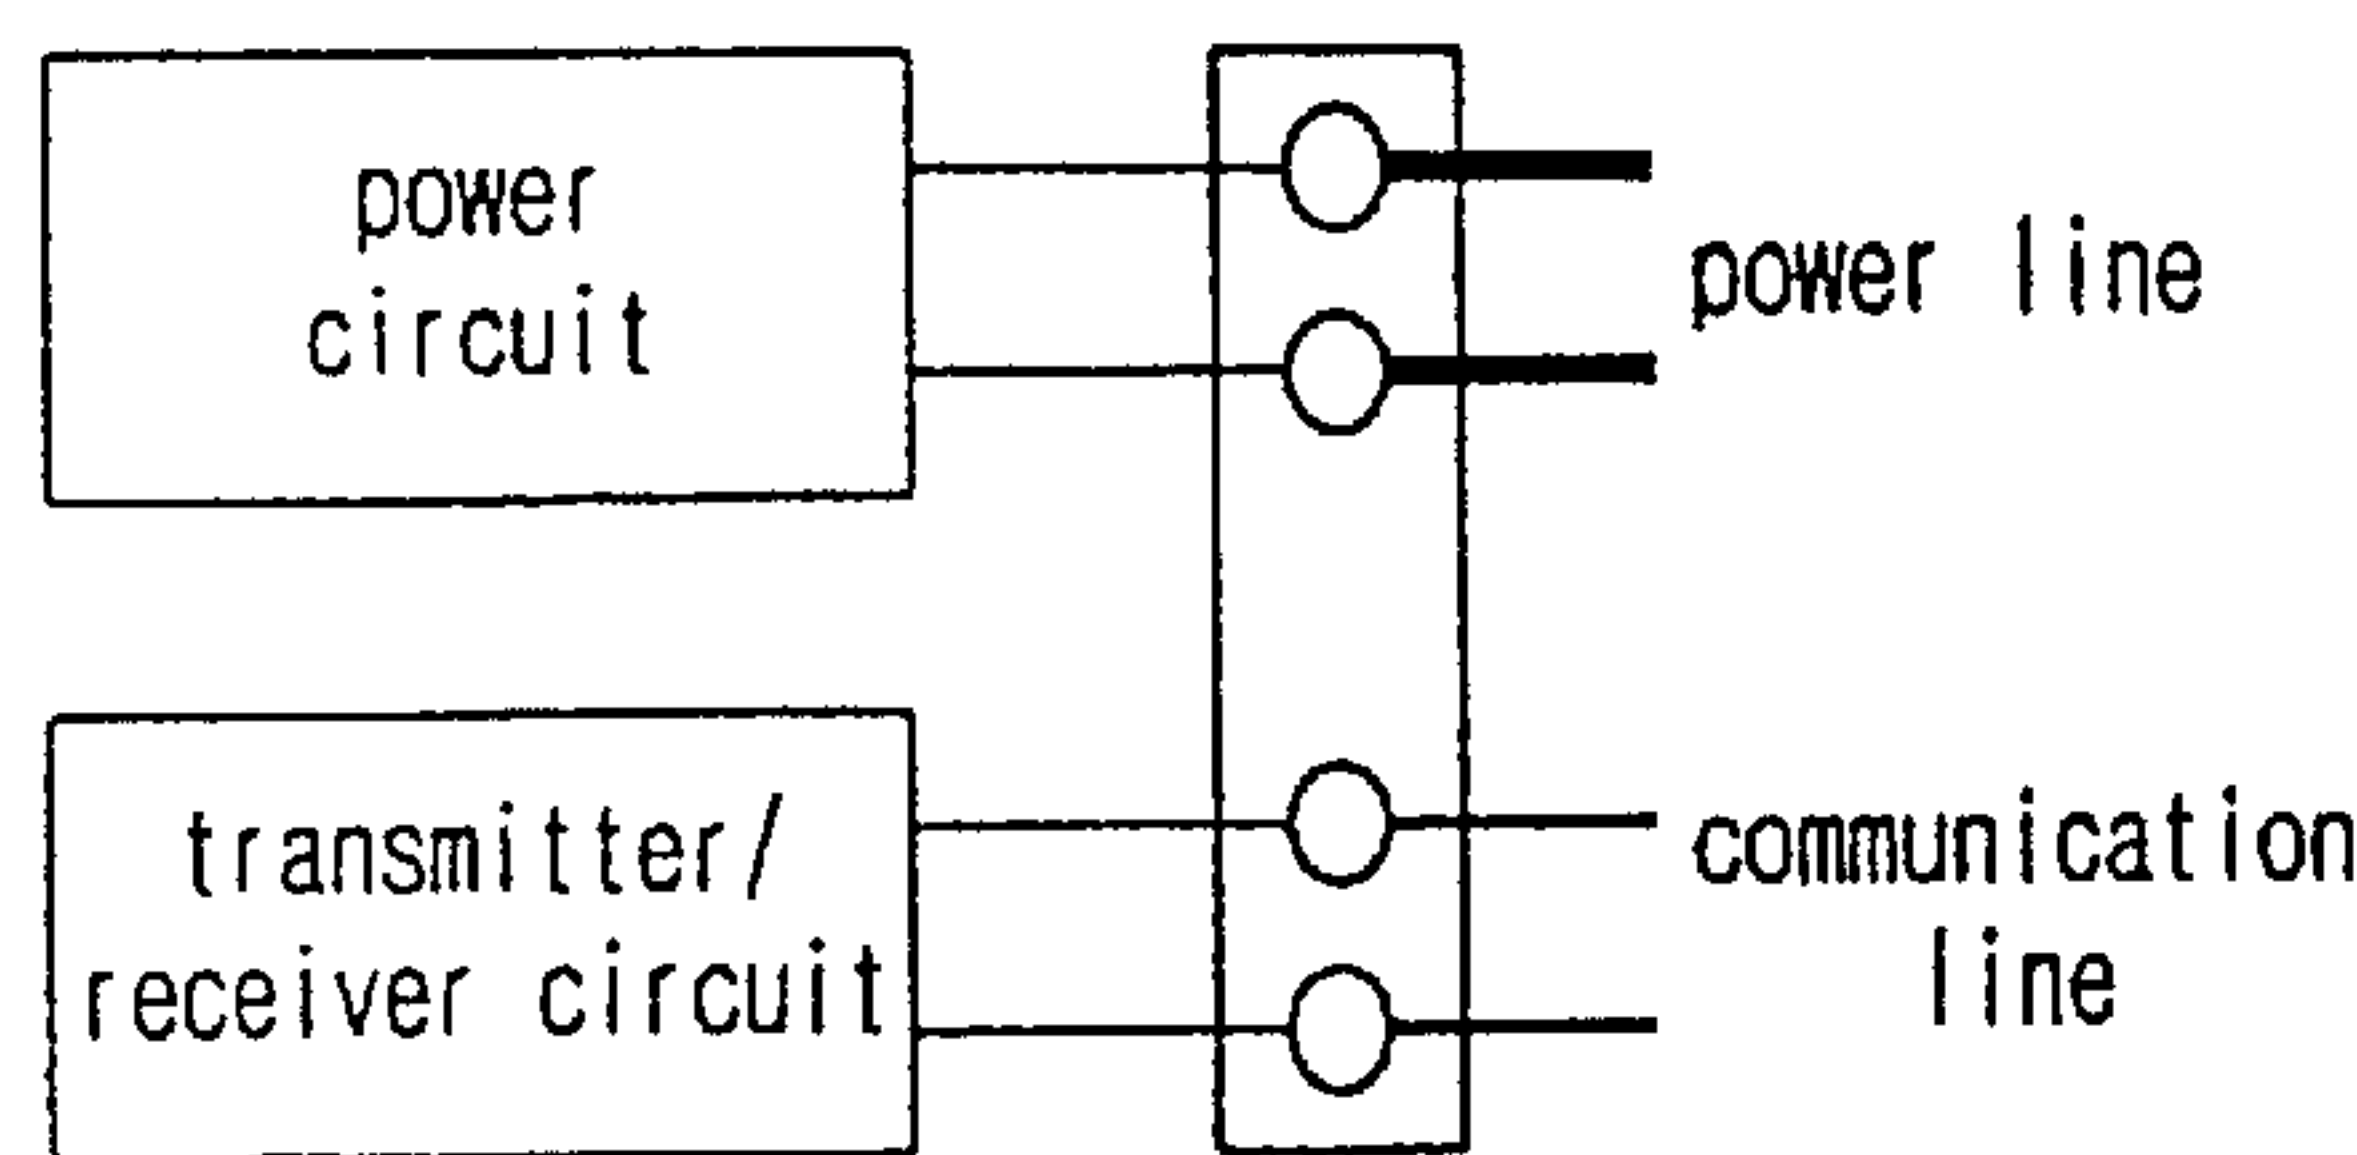 power
circuit
power line
transmitter/
receiver circuit
communication
line